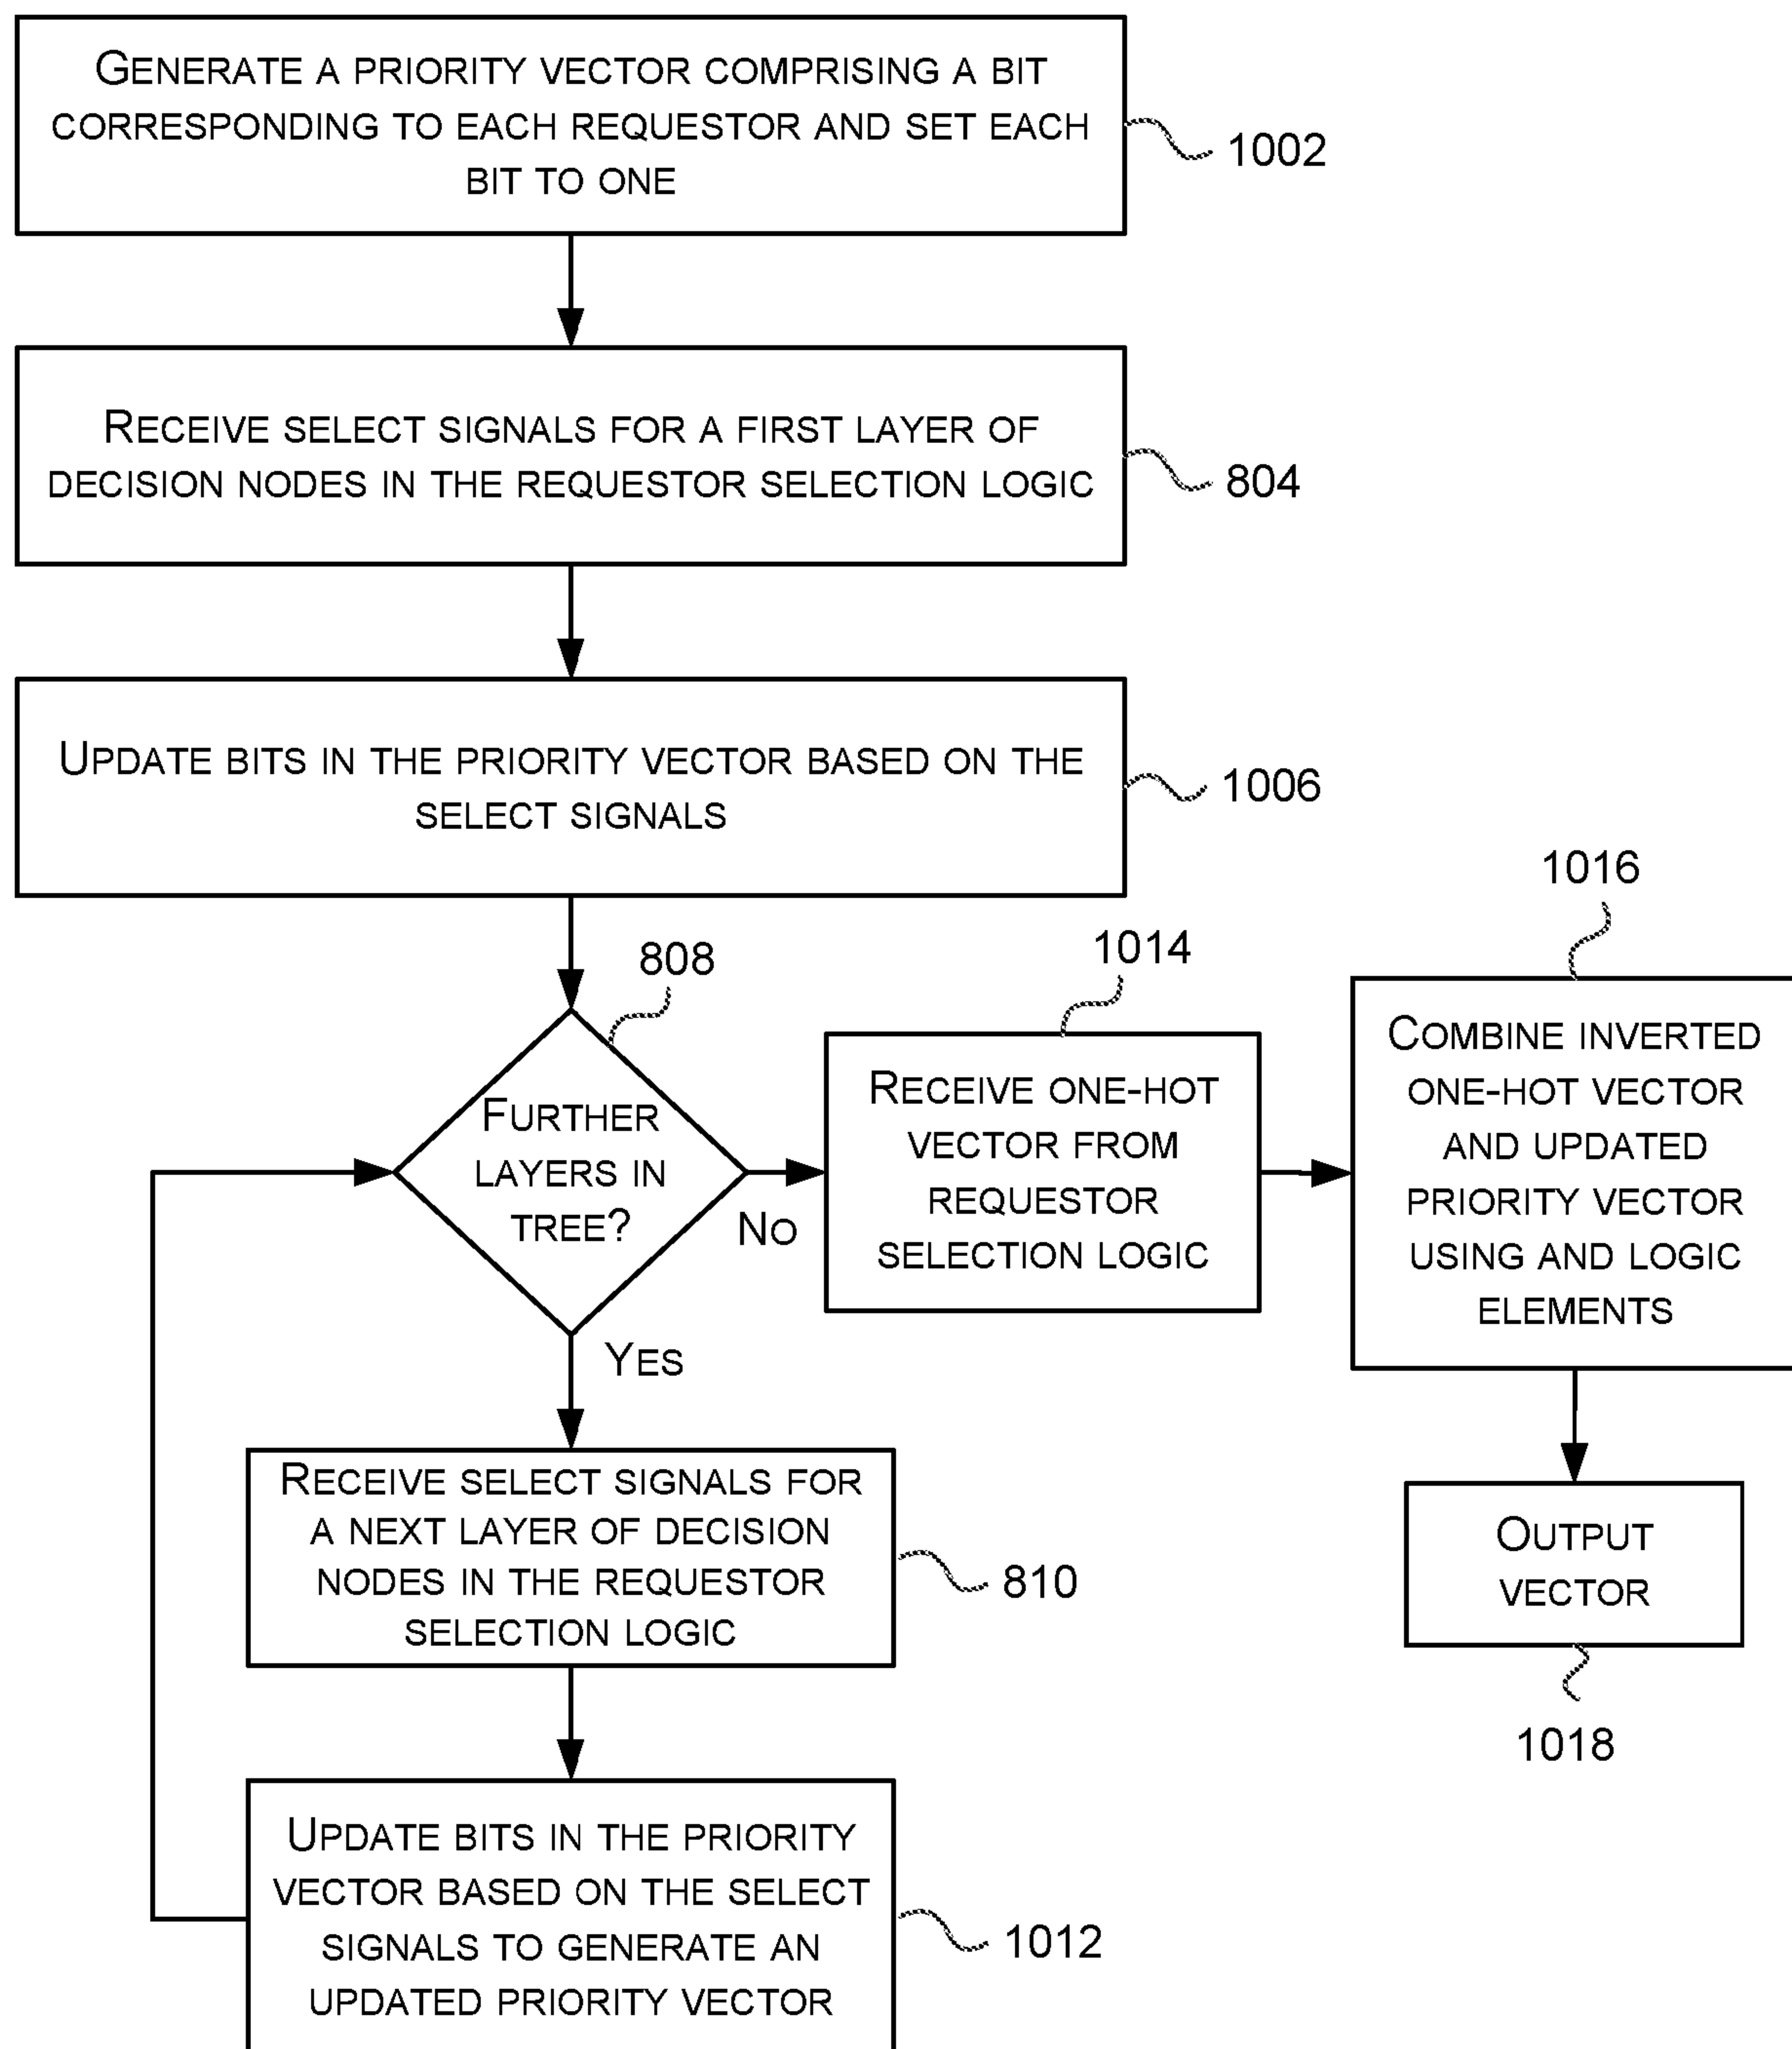 GENERATE A PRIORITY VECTOR COMPRISING A BIT
CORRESPONDING TO EACH REQUESTOR AND SET EACH
BIT TO ONE
1002
RECEIVE SELECT SIGNALS FOR A FIRST LAYER OF
DECISION NODES IN THE REQUESTOR SELECTION LOGIC
804
UPDATE BITS IN THE PRIORITY VECTOR BASED ON THE
SELECT SIGNALS
1006
808
FURTHER
LAYERS IN
TREE?
NO
YES
1014
RECEIVE ONE-HOT
VECTOR FROM
REQUESTOR
SELECTION LOGIC
1016
COMBINE INVERTED
ONE-HOT VECTOR
AND UPDATED
PRIORITY VECTOR
USING AND LOGIC
ELEMENTS
OUTPUT
VECTOR
1018
RECEIVE SELECT SIGNALS FOR
A NEXT LAYER OF DECISION
NODES IN THE REQUESTOR
SELECTION LOGIC
810
UPDATE BITS IN THE PRIORITY
VECTOR BASED ON THE SELECT
SIGNALS TO GENERATE AN
UPDATED PRIORITY VECTOR
1012